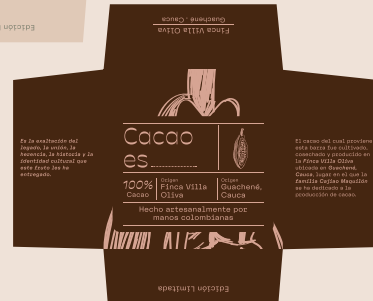 Edición
Guachené . Cauca
Finca Villa Oliva
Cacao
es
100%
Cacao
Origen
Finca Villa
Oliva
Origen
Guachené,
Cauca
Hecho artesanalmente por
manos colombianas
Es la exaltación del
legado, la unión, la
herencia, la historia y la
identidad cultural que
este fruto les ha
entregado.
El cacao del cual proviene
esta barra fue cultivado,
cosechado y producido en
la Finca Villa Oliva
ubicada en Guachené,
Cauca, lugar en el que la
familia Cajiao Maquilón
se ha dedicado a la
producción de cacao.
Edición Limitada